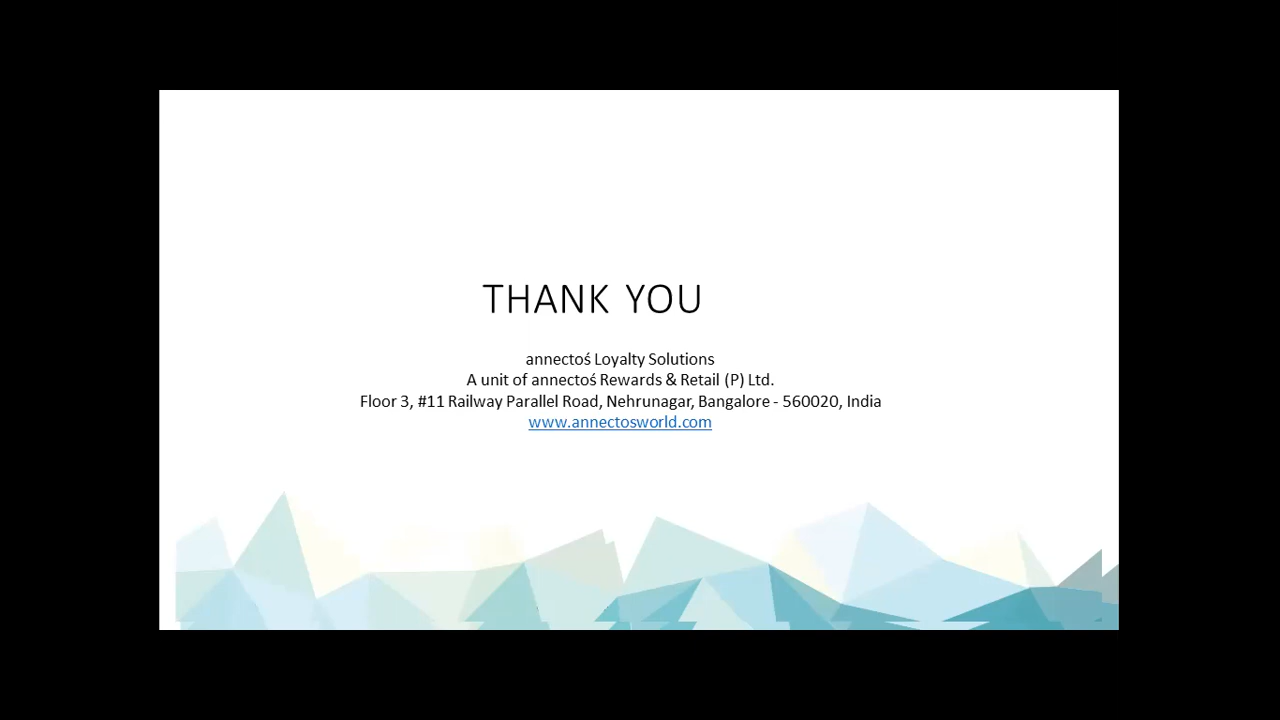 THANK YOU
annectoś Loyalty Solutions
A unit of annectoś Rewards & Retail (P) Ltd.
Floor 3, #11 Railway Parallel Road, Nehrunagar, Bangalore - 560020, India
www.annectosworld.com